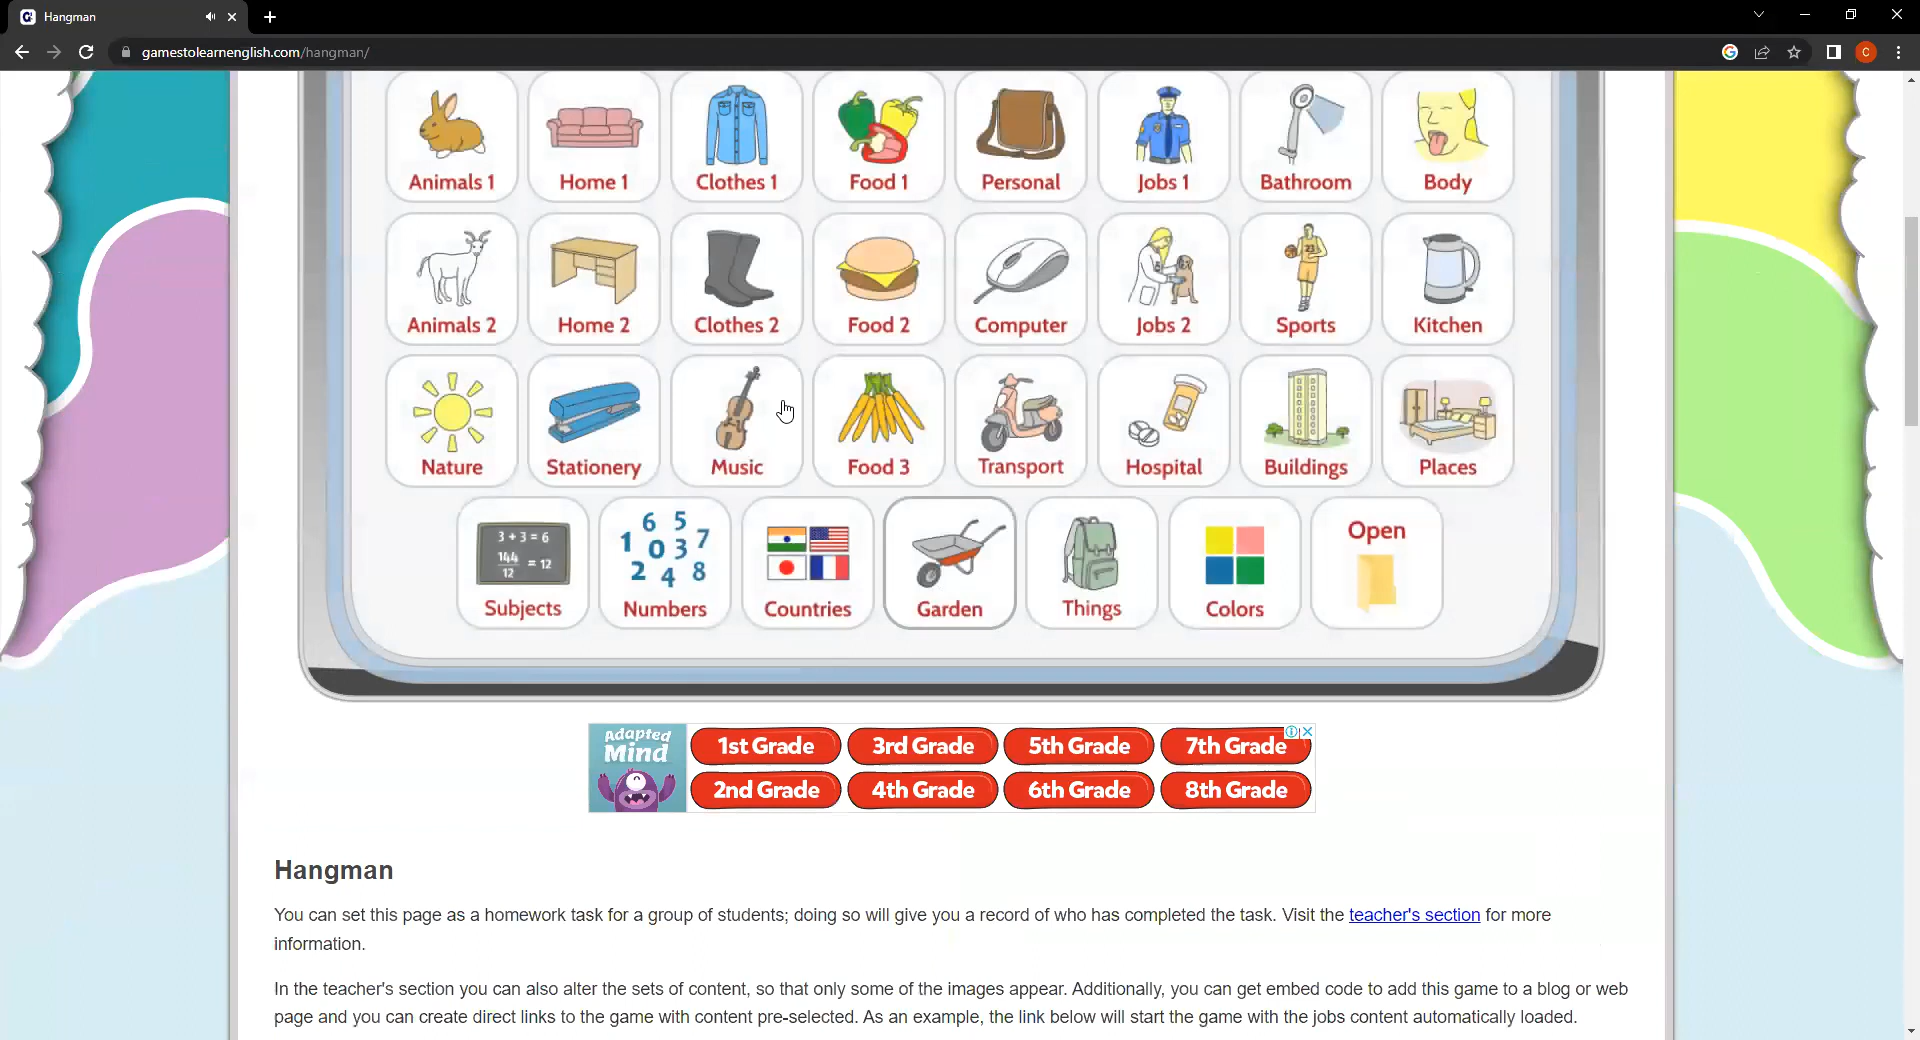 Hangman
gamestolearnenglish.com/hangman/
C
Animals 1
Home 1
Clothes 1
Food 1
Personal
Jobs 1
Bathroom
Body
23
Animals 2
Home 2
Clothes 2
Food 2
Computer
Jobs 2
Sports
Kitchen
Nature
Stationery
Music
Food 3
Transport
Hospital
Buildings
Places
3 + 3 = 6
144/12 = 12
Subjects
6 5
1 0 3 7
2 4 8
Numbers
Countries
Garden
Things
Colors
Open
Adapted
Mind
1st Grade
3rd Grade
5th Grade
7th Grade
2nd Grade
4th Grade
6th Grade
8th Grade
Hangman
You can set this page as a homework task for a group of students; doing so will give you a record of who has completed the task. Visit the teacher's section for more
information.
In the teacher's section you can also alter the sets of content, so that only some of the images appear. Additionally, you can get embed code to add this game to a blog or web
page and you can create direct links to the game with content pre-selected. As an example, the link below will start the game with the jobs content automatically loaded.